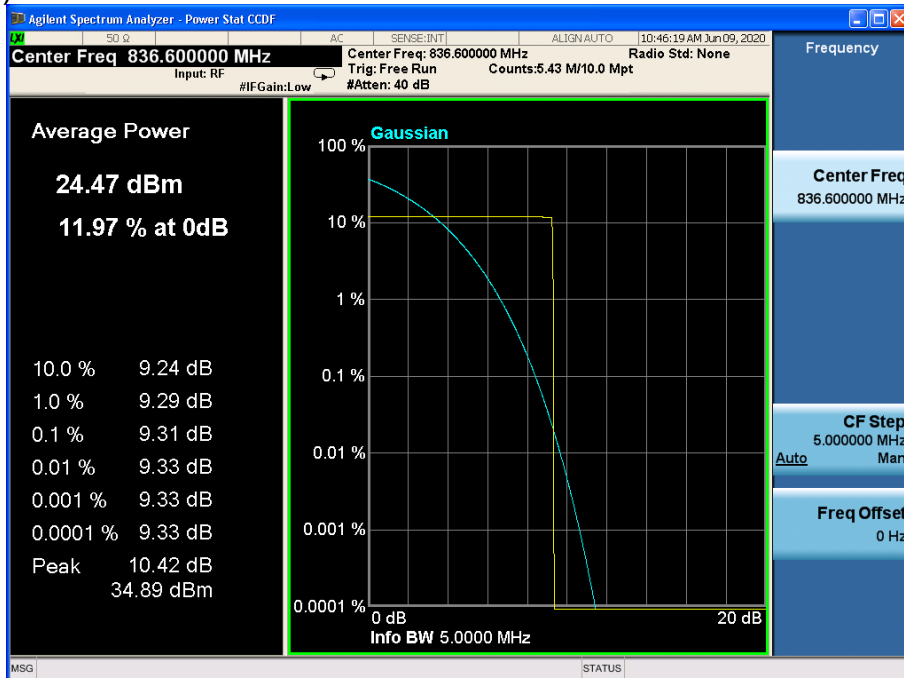 Agilent Spectrum Analyzer - Power Stat CCDF
LXI 50 Ω AC SENSE:INT ALIGN AUTO 10:46:19 AM Jun 09, 2020
Center Freq 836.600000 MHz
Input: RF
#IFGain:Low
Center Freq: 836.600000 MHz Radio Std: None
Trig: Free Run Counts:5.43 M/10.0 Mpt
#Atten: 40 dB
Average Power
24.47 dBm
11.97 % at 0dB
10.0 % 9.24 dB
1.0 % 9.29 dB
0.1 % 9.31 dB
0.01 % 9.33 dB
0.001 % 9.33 dB
0.0001 % 9.33 dB
Peak 10.42 dB
34.89 dBm
Gaussian
100 %
10 %
1 %
0.1 %
0.01 %
0.001 %
0.0001 %
0 dB 20 dB
Info BW 5.0000 MHz
Frequency
Center Freq
836.600000 MHz
CF Step
5.000000 MHz
Auto Man
Freq Offset
0 Hz
MSG STATUS